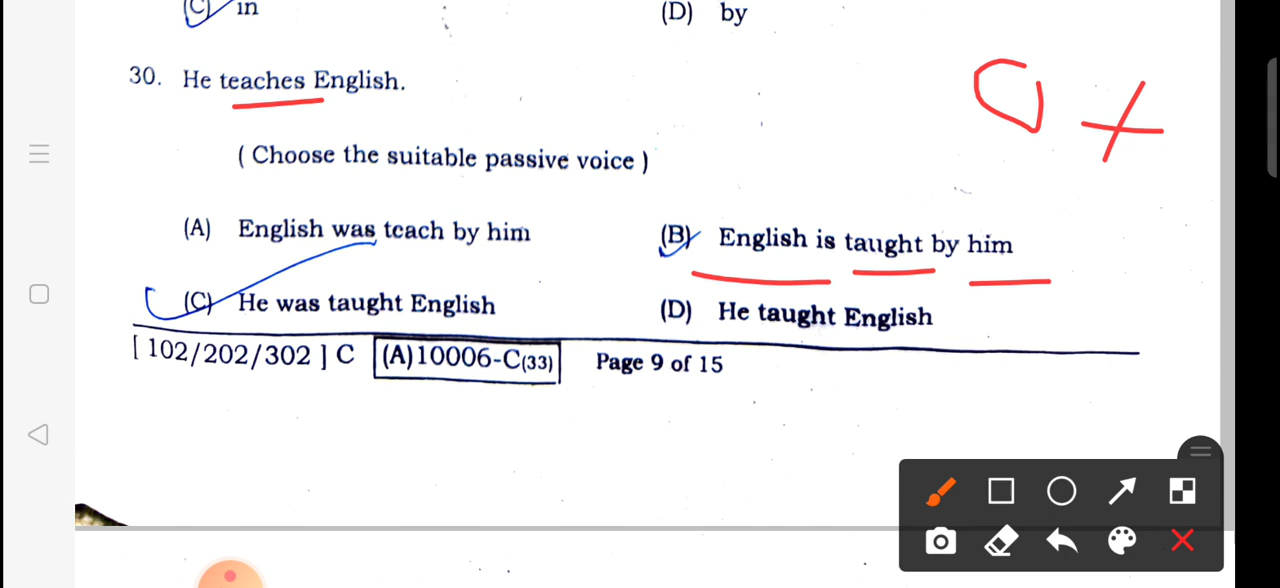 (C) in
(D) by
30. He teaches English.
( Choose the suitable passive voice )
(A) English was teach by him
(B) English is taught by him
(C) He was taught English
(D) He taught English
[ 102/202/302 ] C (A)10006-C(33) Page 9 of 15